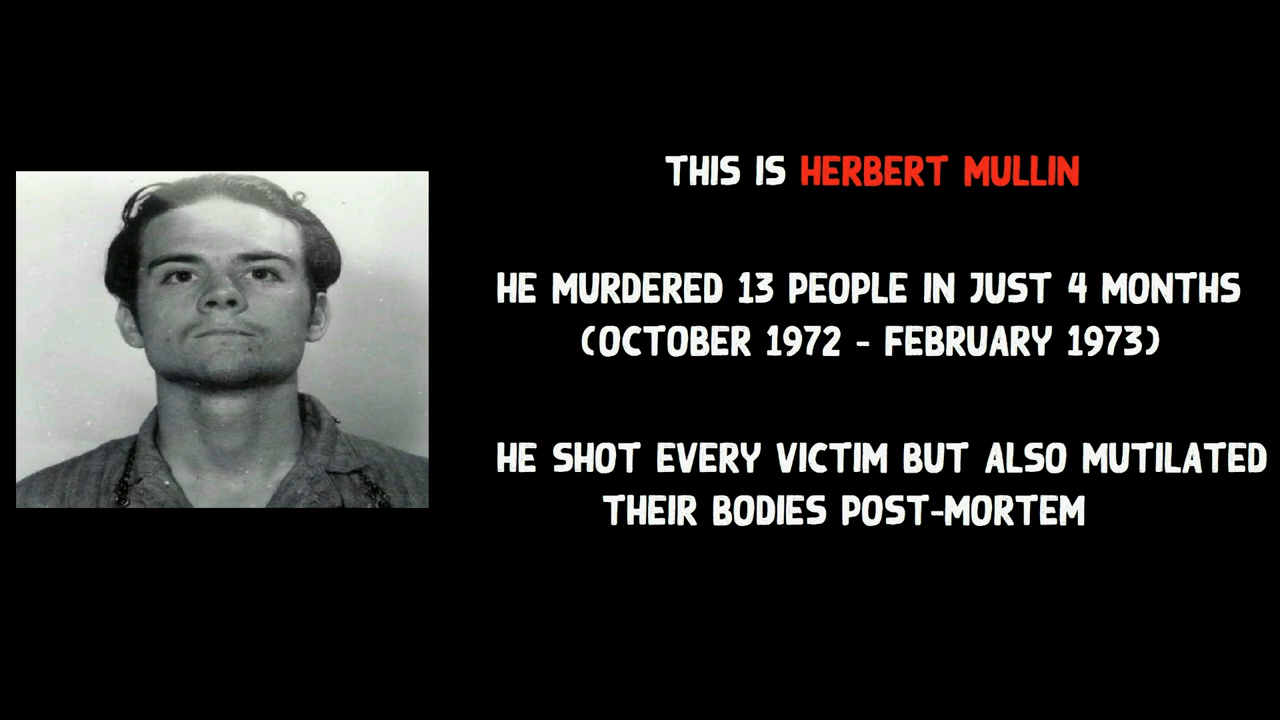 THIS IS HERBERT MULLIN
HE MURDERED 13 PEOPLE IN JUST 4 MONTHS
(OCTOBER 1972 - FEBRUARY 1973)
HE SHOT EVERY VICTIM BUT ALSO MUTILATED
THEIR BODIES POST-MORTEM